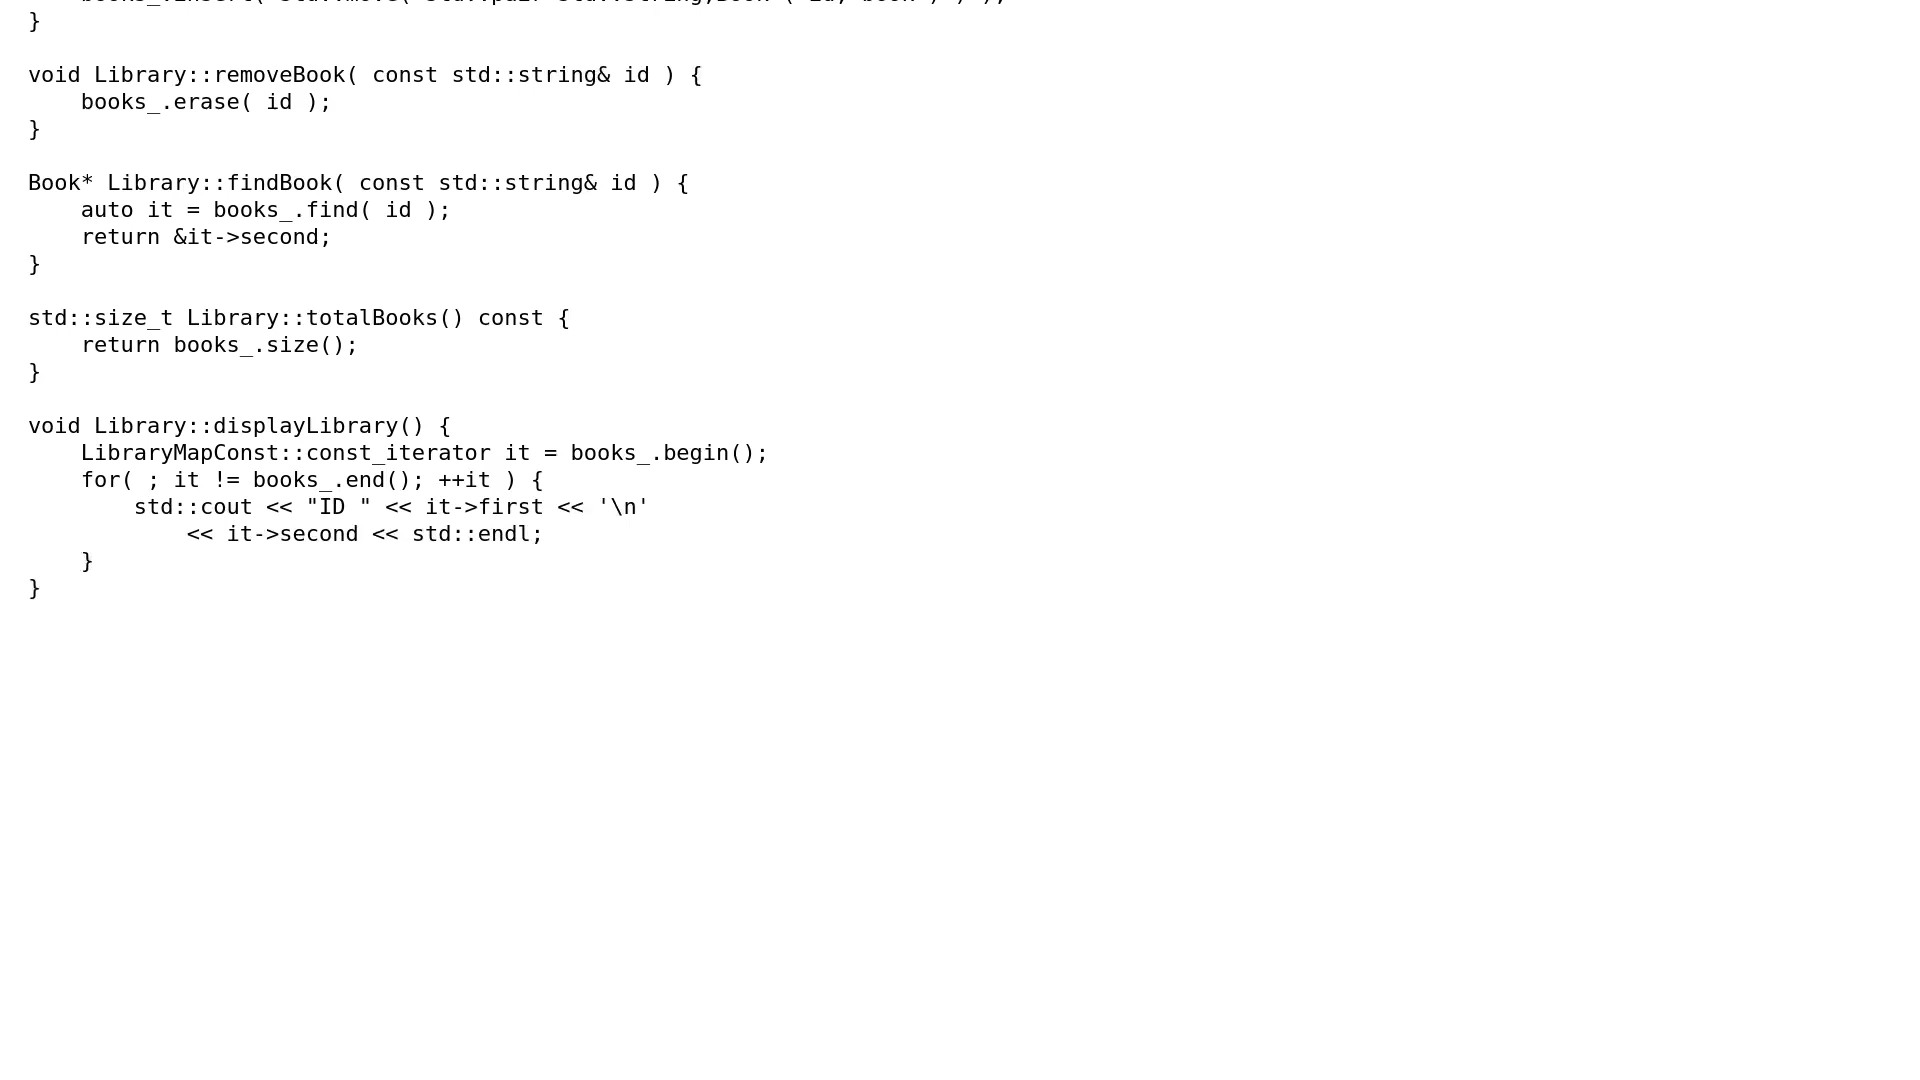 }

void Library::removeBook( const std::string& id ) {
    books_.erase( id );
}

Book* Library::findBook( const std::string& id ) {
    auto it = books_.find( id );
    return &it->second;
}

std::size_t Library::totalBooks() const {
    return books_.size();
}

void Library::displayLibrary() {
    LibraryMapConst::const_iterator it = books_.begin();
    for( ; it != books_.end(); ++it ) {
        std::cout << "ID " << it->first << '\n'
            << it->second << std::endl;
    }
}